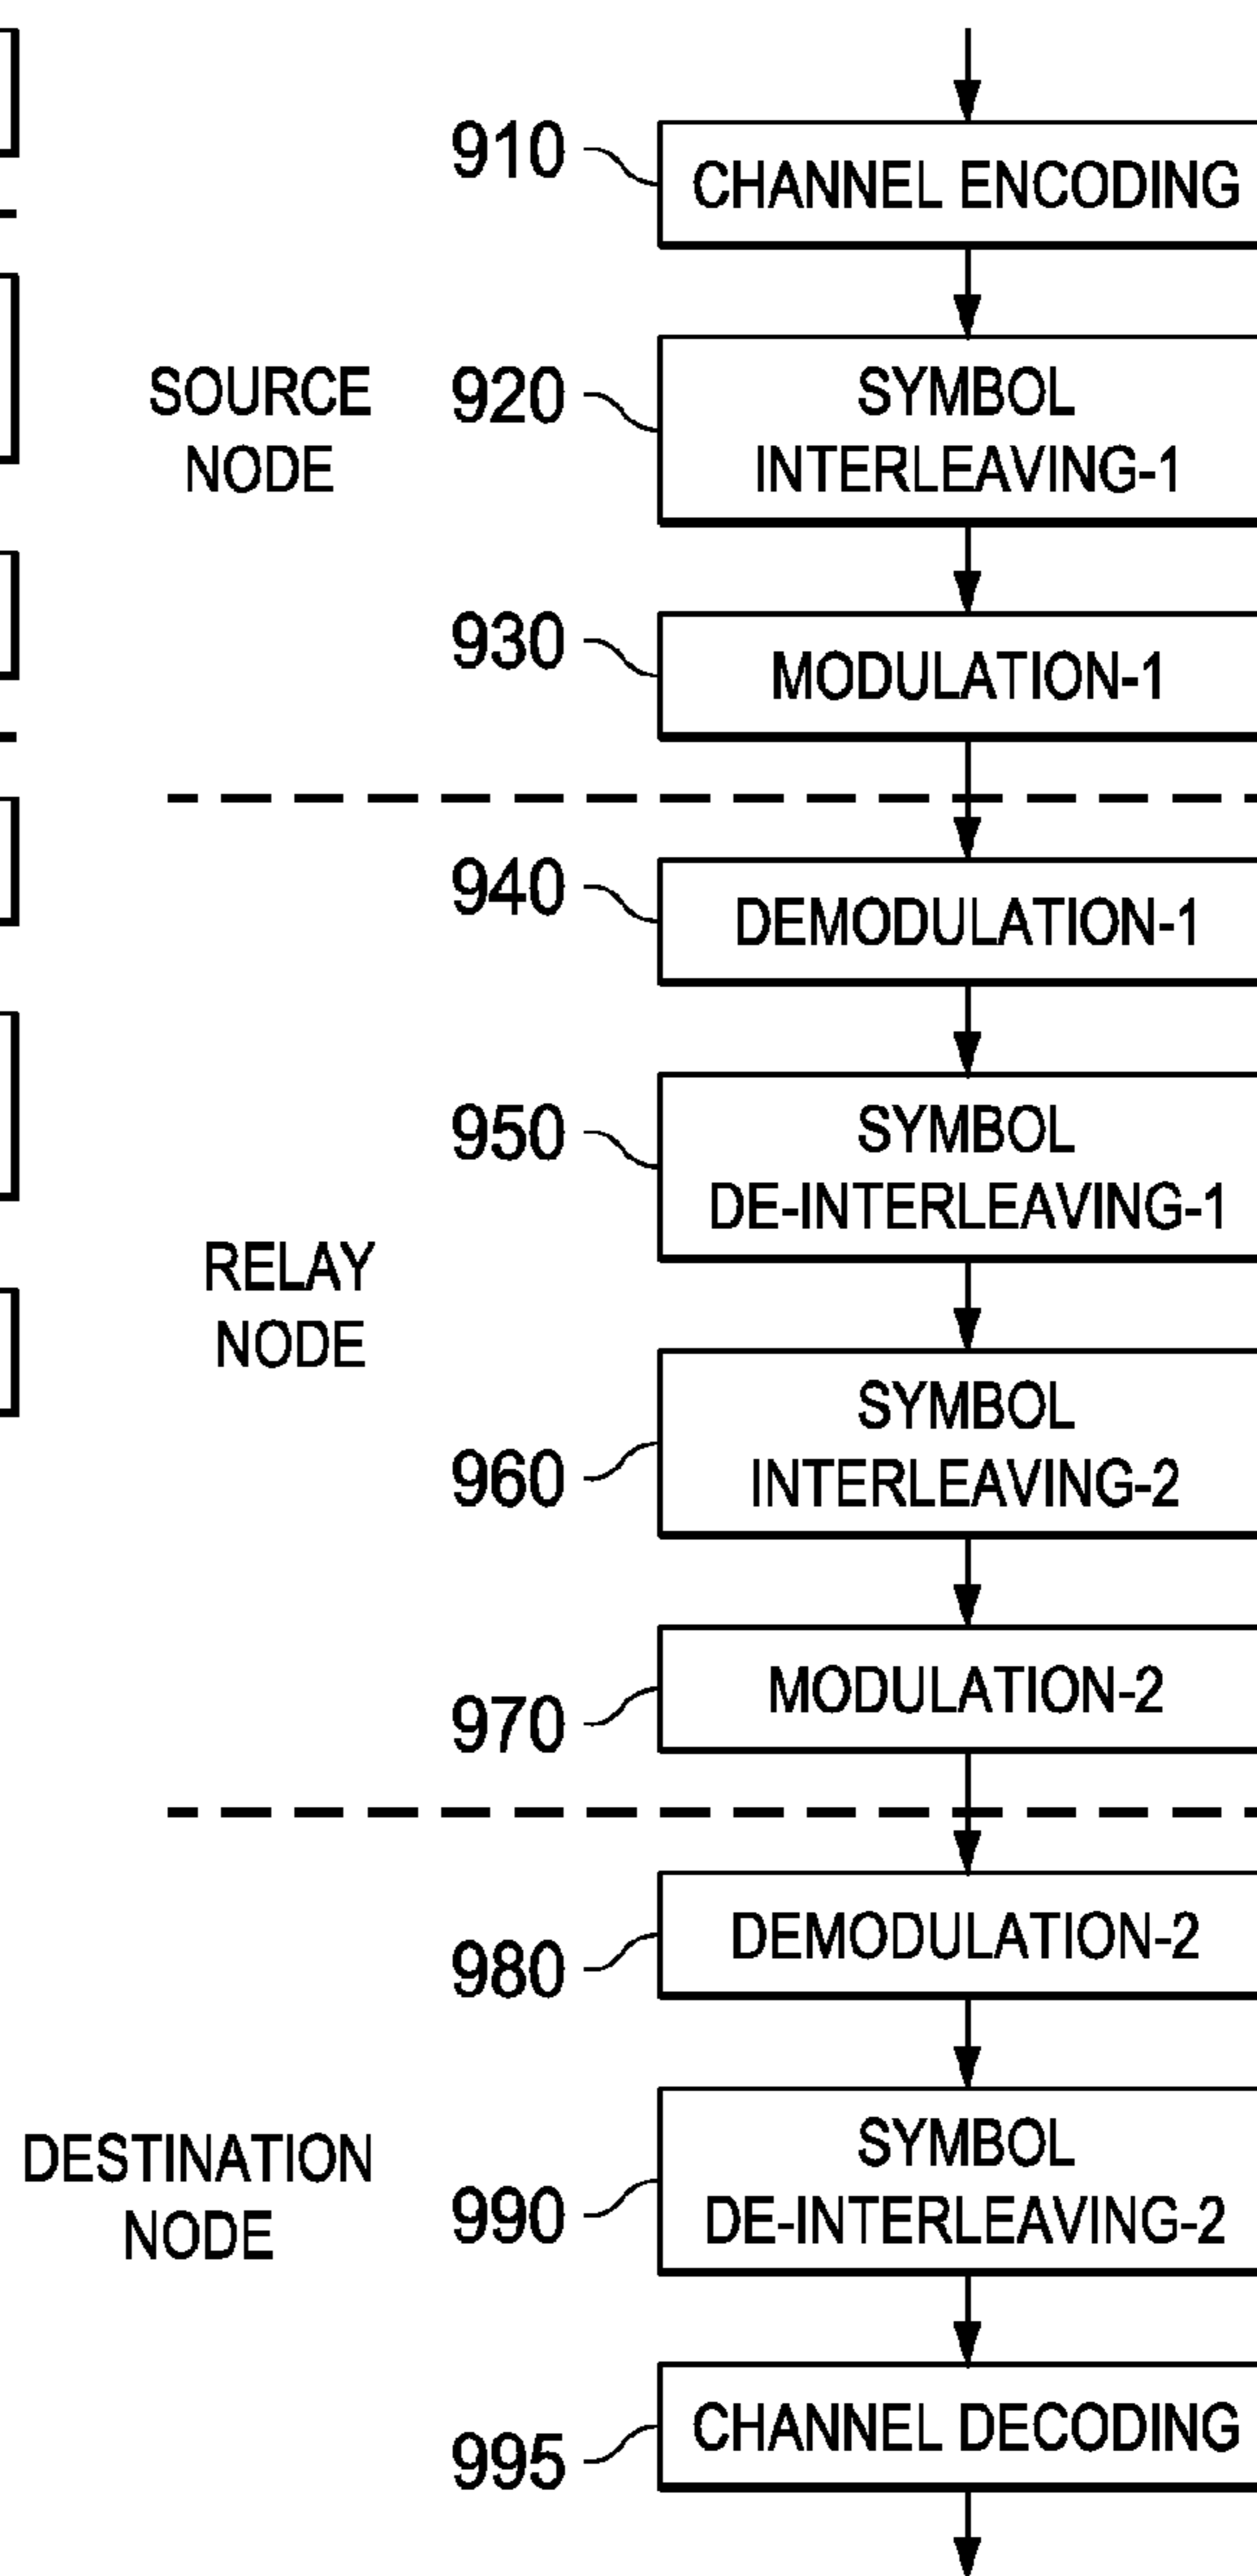 910
CHANNEL ENCODING
SOURCE
NODE
920
SYMBOL
INTERLEAVING-1
930
MODULATION-1
940
DEMODULATION-1
950
SYMBOL
DE-INTERLEAVING-1
RELAY
NODE
960
SYMBOL
INTERLEAVING-2
970
MODULATION-2
980
DEMODULATION-2
DESTINATION
NODE
990
SYMBOL
DE-INTERLEAVING-2
995
CHANNEL DECODING